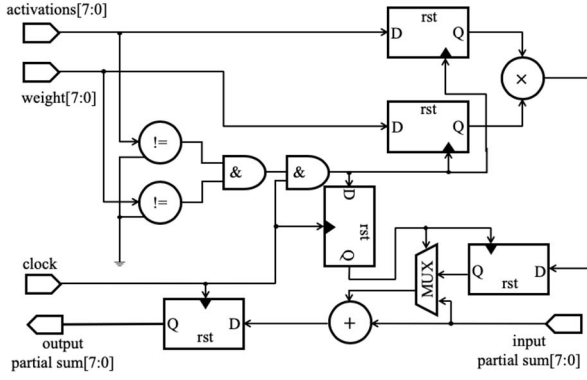 activations[7:0]
weight[7:0]
rst
D
Q
×
rst
D
Q
!=
!=
&
&
D
rst
Q
clock
MUX
Q
D
rst
Q
D
rst
+
output
partial sum[7:0]
input
partial sum[7:0]